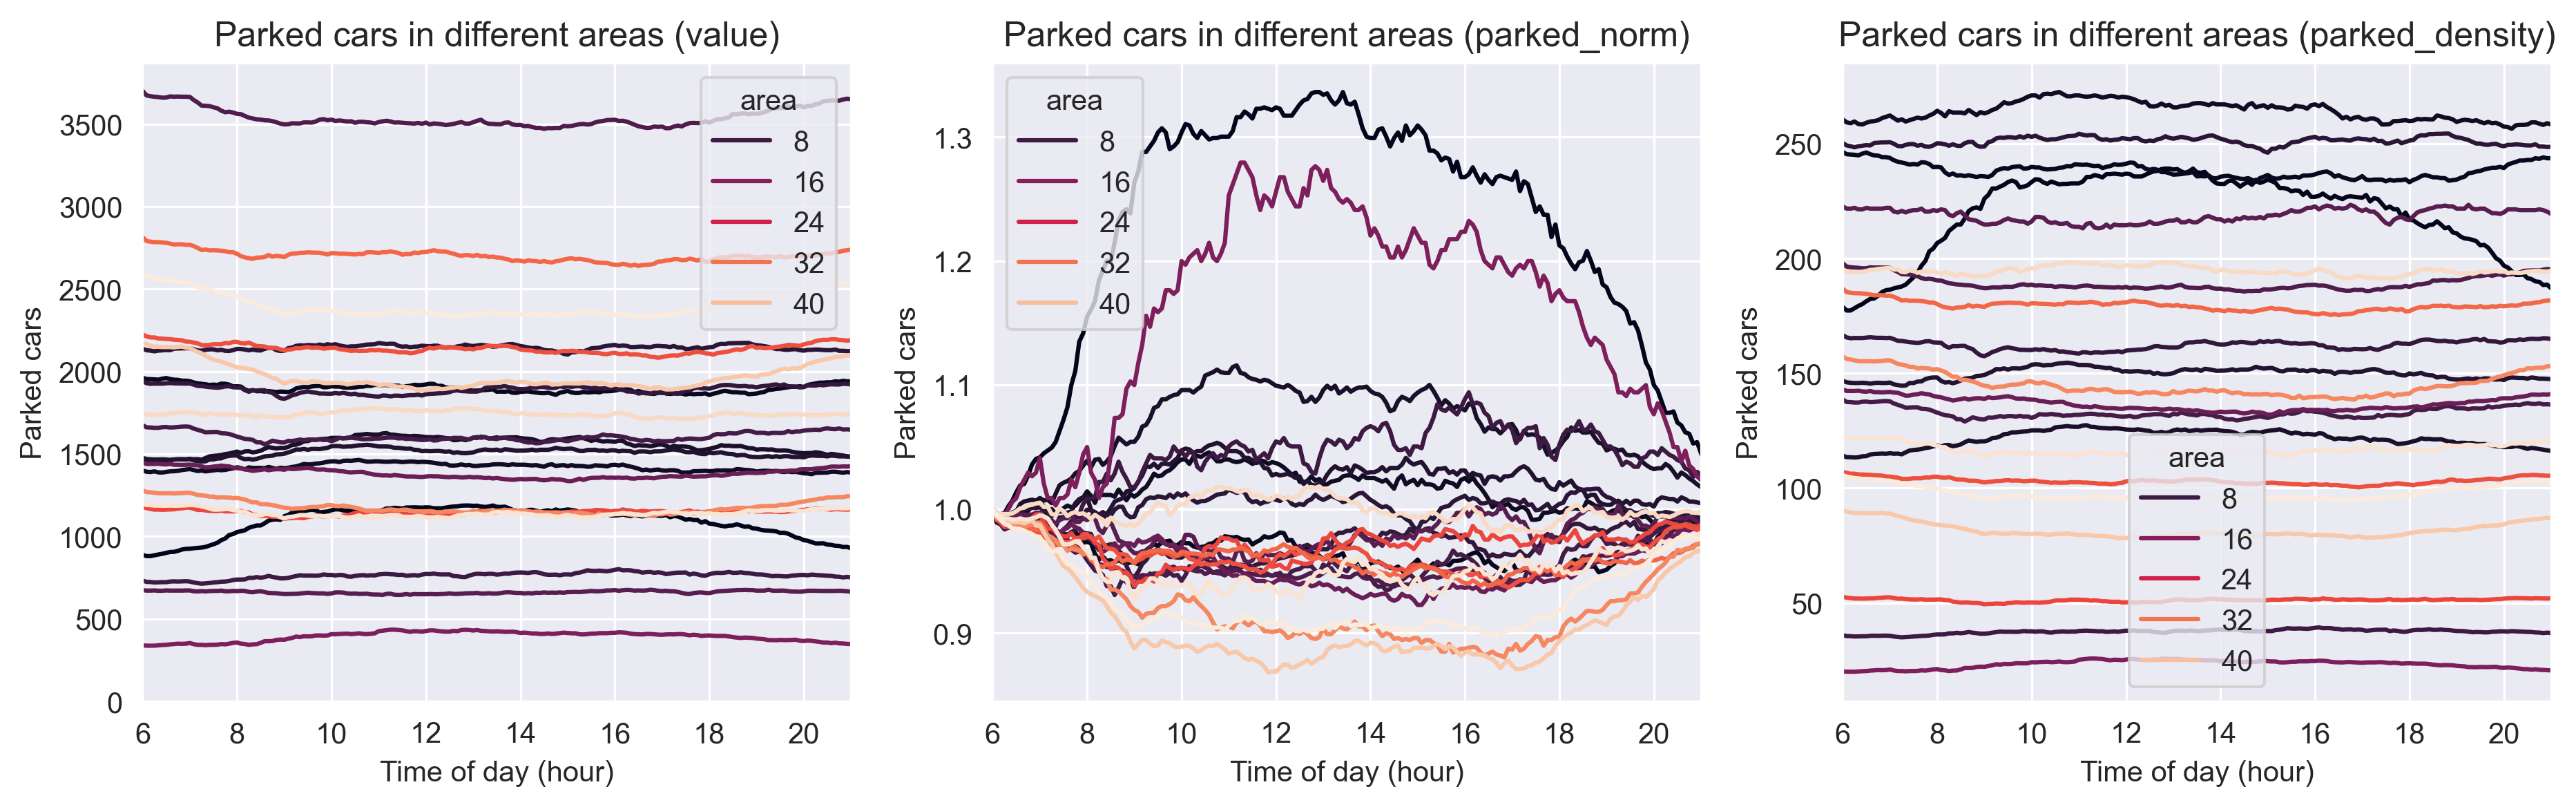 Parked cars in different areas (value)
Parked cars
3500
3000
2500
2000
1500
1000
500
0
6 8 10 12 14 16 18 20
Time of day (hour)
area
8
16
24
32
40
Parked cars in different areas (parked_norm)
Parked cars
1.3
1.2
1.1
1.0
0.9
6 8 10 12 14 16 18 20
Time of day (hour)
area
8
16
24
32
40
Parked cars in different areas (parked_density)
Parked cars
250
200
150
100
50
6 8 10 12 14 16 18 20
Time of day (hour)
area
8
16
24
32
40